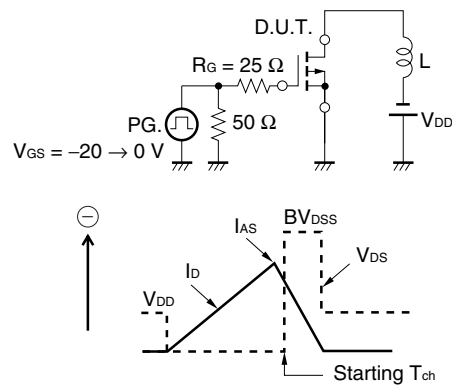 D.U.T.
RG = 25 Ω
L
PG.
50 Ω
VDD
VGS = −20 → 0 V
⊖
IAS
BVDSS
ID
VDS
VDD
Starting Tch